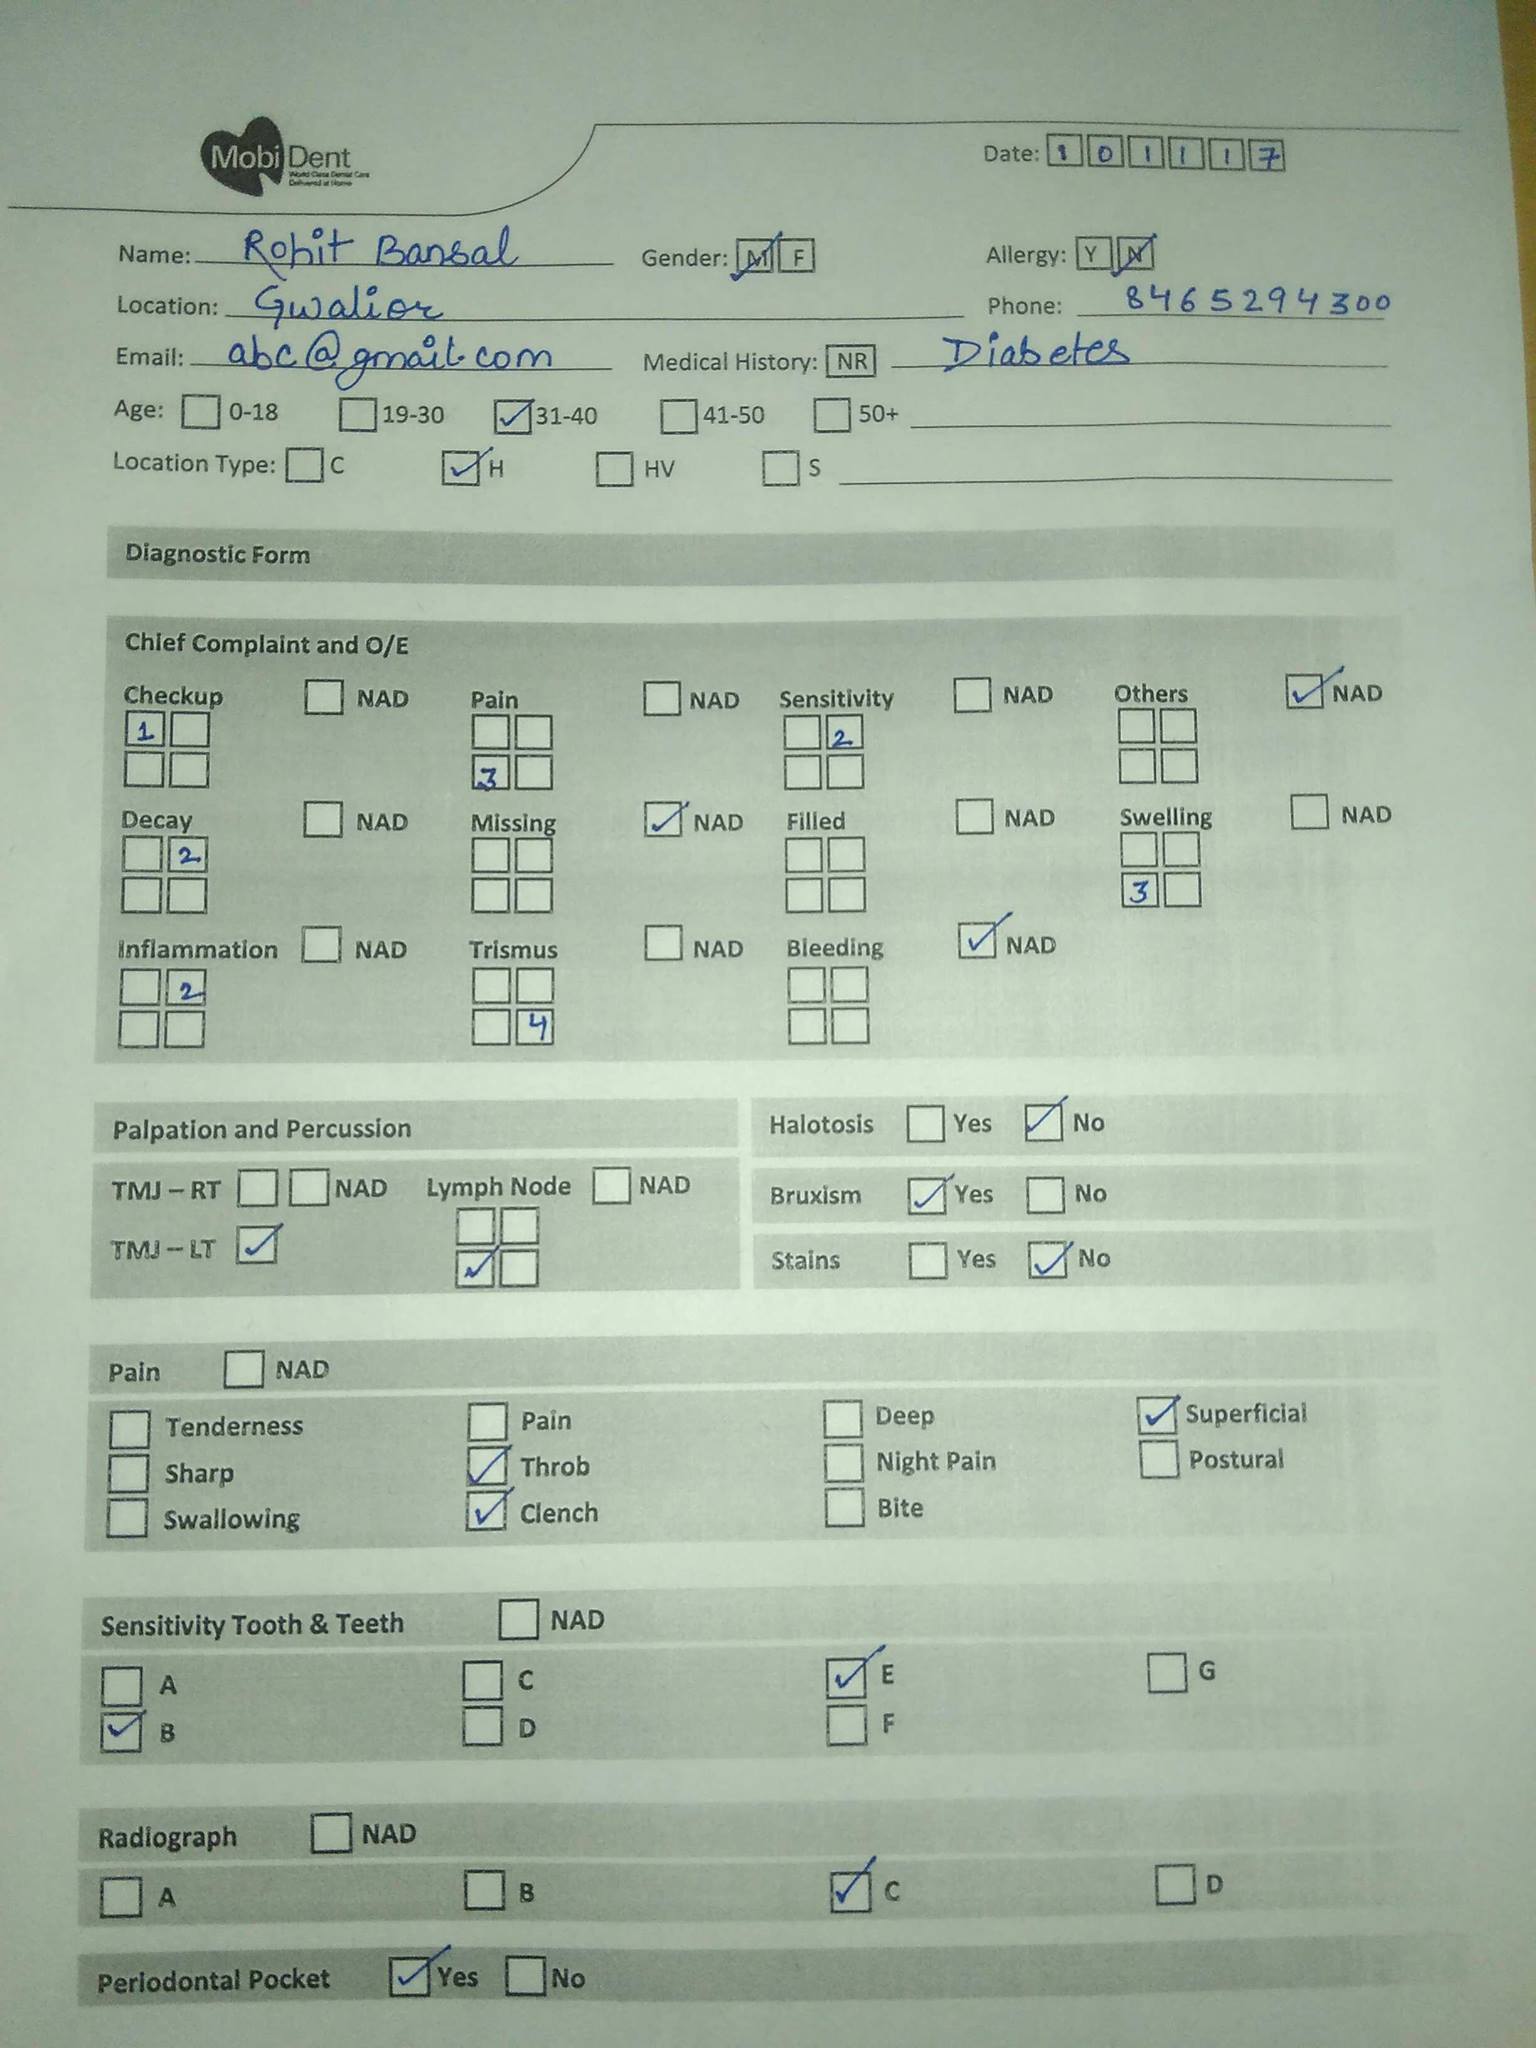 MobiDent
World Class Dental Care
Delivered at Home
Date: 1 0 1 1 1 7
Name: Rohit Bansal Gender: M F Allergy: Y N
Location: Gwalior Phone: 8465294300
Email: abc@gmail.com Medical History: NR Diabetes
Age: 0-18 19-30 31-40 41-50 50+
Location Type: C H HV S
Diagnostic Form
Chief Complaint and O/E
Checkup NAD Pain NAD Sensitivity NAD Others NAD
1 2
3
Decay NAD Missing NAD Filled NAD Swelling NAD
2
3
Inflammation NAD Trismus NAD Bleeding NAD
2
4
Palpation and Percussion
TMJ – RT NAD Lymph Node NAD
TMJ – LT
Halotosis Yes No
Bruxism Yes No
Stains Yes No
Pain NAD
Tenderness Pain Deep Superficial
Sharp Throb Night Pain Postural
Swallowing Clench Bite
Sensitivity Tooth & Teeth NAD
A C E G
B D F
Radiograph NAD
A B C D
Periodontal Pocket Yes No